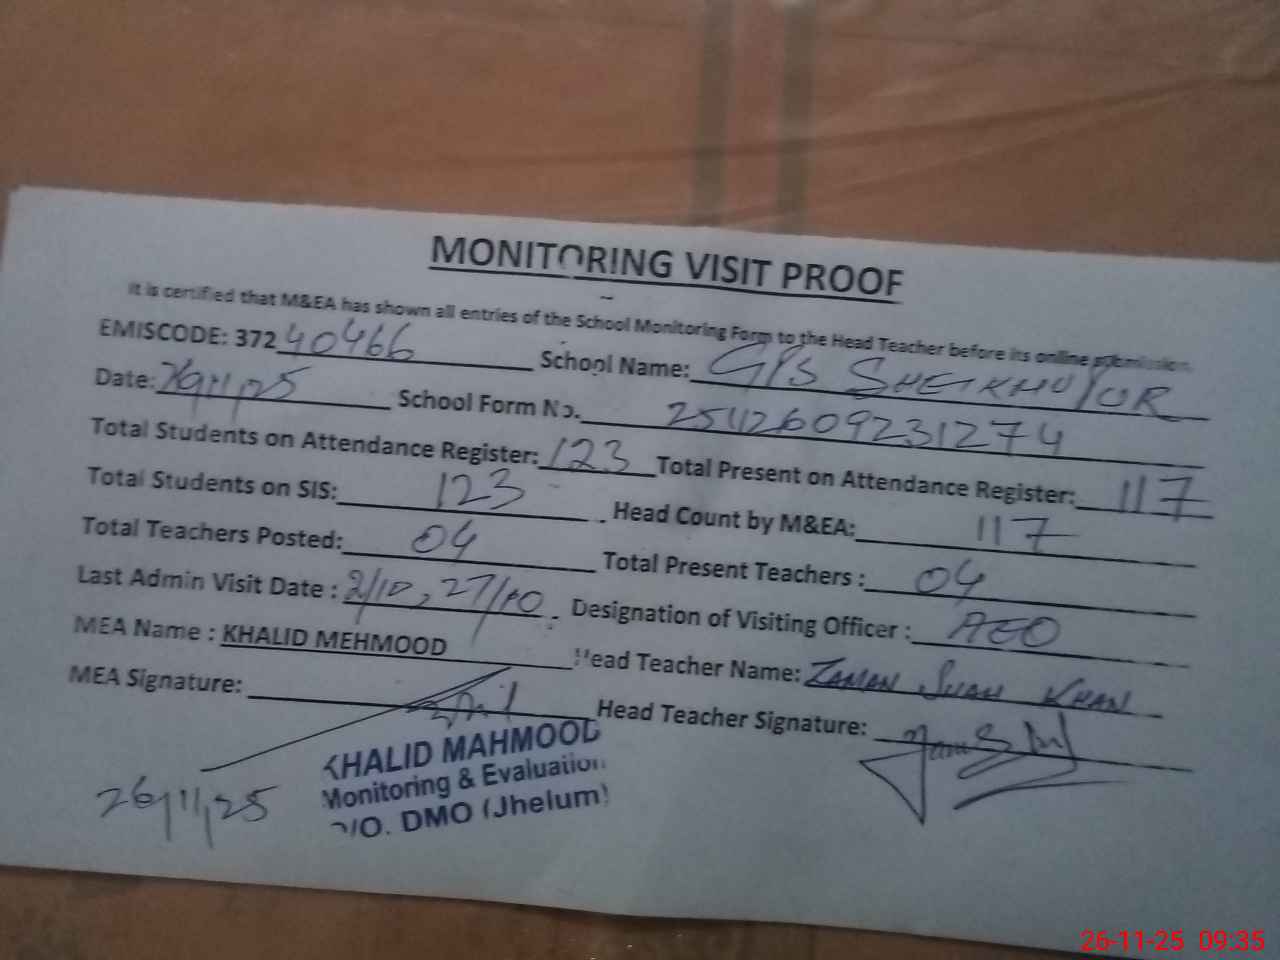 MONITORING VISIT PROOF
It is certified that M&EA has shown all entries of the School Monitoring Form to the Head Teacher before its online submission.
EMISCODE: 37240466 School Name: G/P/S SHEIKHUPUR
Date: 26/11/25 School Form No. 25112609231274
Total Students on Attendance Register: 123 Total Present on Attendance Register: 117
Total Students on SIS: 123 Head Count by M&EA: 117
Total Teachers Posted: 04 Total Present Teachers : 04
Last Admin Visit Date : 2/10, 27/10 Designation of Visiting Officer : AEO
MEA Name : KHALID MEHMOOD Head Teacher Name: ZAMAN SHAH KHAN
MEA Signature: Head Teacher Signature:
KHALID MAHMOOD
Monitoring & Evaluation
O/O. DMO (Jhelum)
26/11/25
26-11-25 09:35